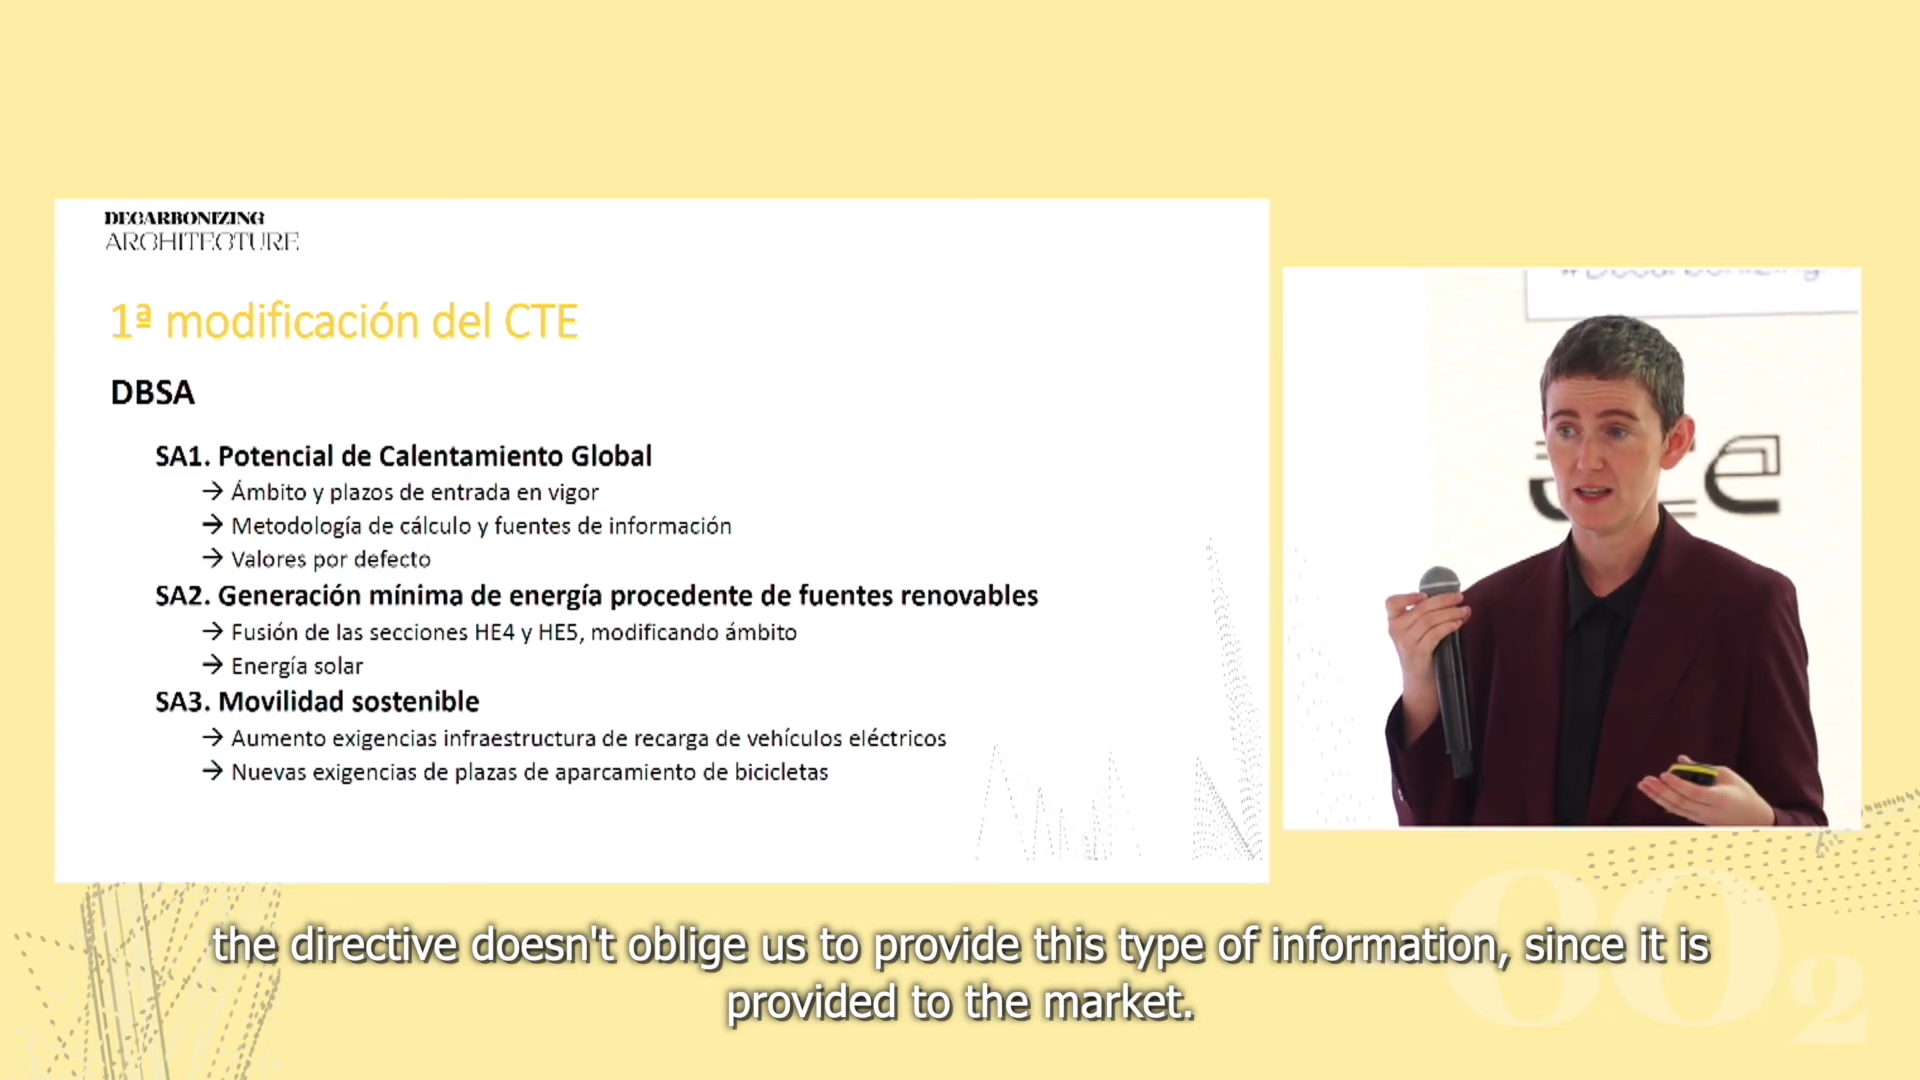 DECARBONIZING
ARCHITECTURE
1ª modificación del CTE
DBSA
SA1. Potencial de Calentamiento Global
→ Ámbito y plazos de entrada en vigor
→ Metodología de cálculo y fuentes de información
→ Valores por defecto
SA2. Generación mínima de energía procedente de fuentes renovables
→ Fusión de las secciones HE4 y HE5, modificando ámbito
→ Energía solar
SA3. Movilidad sostenible
→ Aumento exigencias infraestructura de recarga de vehículos eléctricos
→ Nuevas exigencias de plazas de aparcamiento de bicicletas
CO2
the directive doesn't oblige us to provide this type of information, since it is
provided to the market.